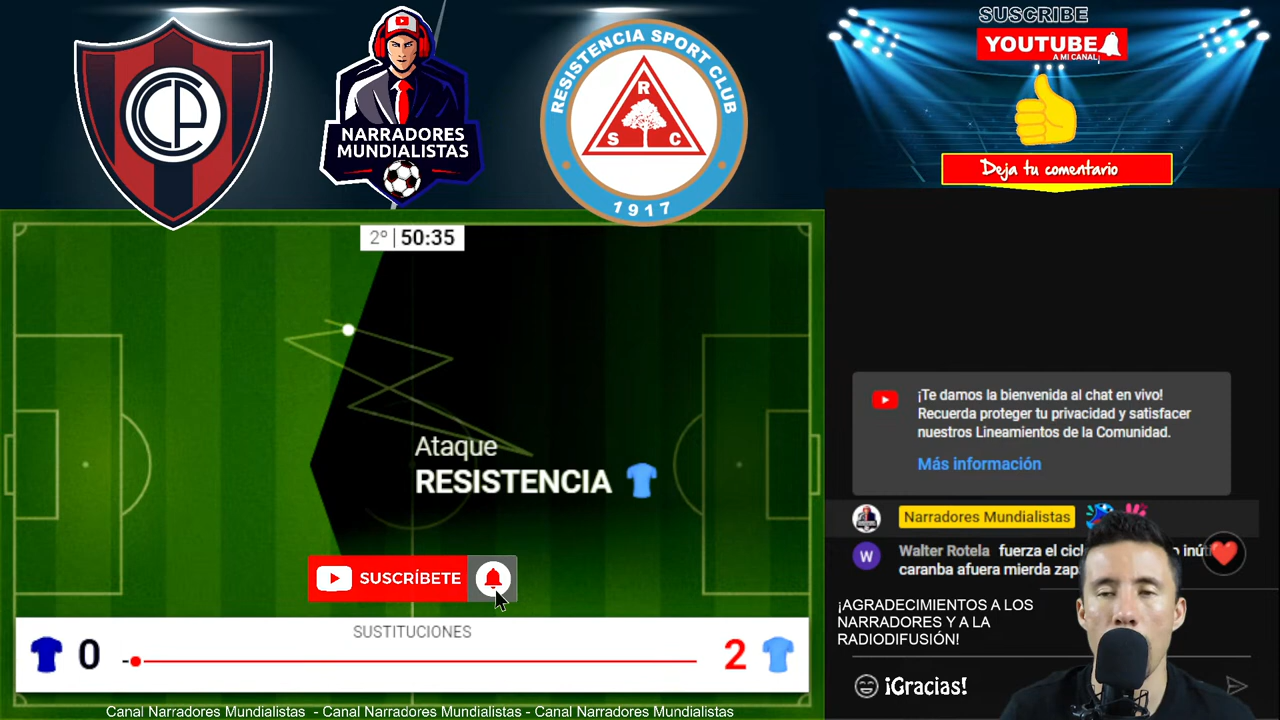 CCP
NARRADORES
MUNDIALISTAS
RESISTENCIA SPORT CLUB
R
S C
1917
SUSCRIBE
YOUTUBE
A MI CANAL
Deja tu comentario
2º | 50:35
Ataque
RESISTENCIA
SUSCRÍBETE
SUSTITUCIONES
0
2
¡Te damos la bienvenida al chat en vivo!
Recuerda proteger tu privacidad y satisfacer
nuestros Lineamientos de la Comunidad.
Más información
Narradores Mundialistas
W
Walter Rotela fuerza el
caranba afuera mierda
¡AGRADECIMIENTOS A LOS
NARRADORES Y A LA
RADIODIFUSIÓN!
¡Gracias!
Canal Narradores Mundialistas - Canal Narradores Mundialistas - Canal Narradores Mundialistas